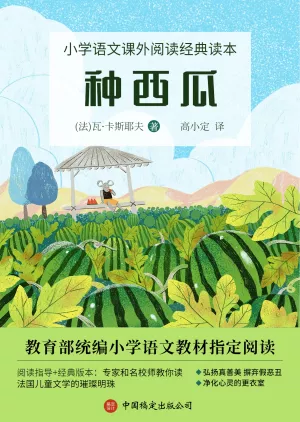 小学语文课外阅读经典读本
种西瓜
(法)瓦·卡斯耶夫 著 高小定 译
教育部统编小学语文教材指定阅读
阅读指导+经典版本：专家和名校师教你读
法国儿童文学的璀璨明珠
◆ 弘扬真善美 摒弃假恶丑
◆ 净化心灵的更衣室
中国稿定出版公司